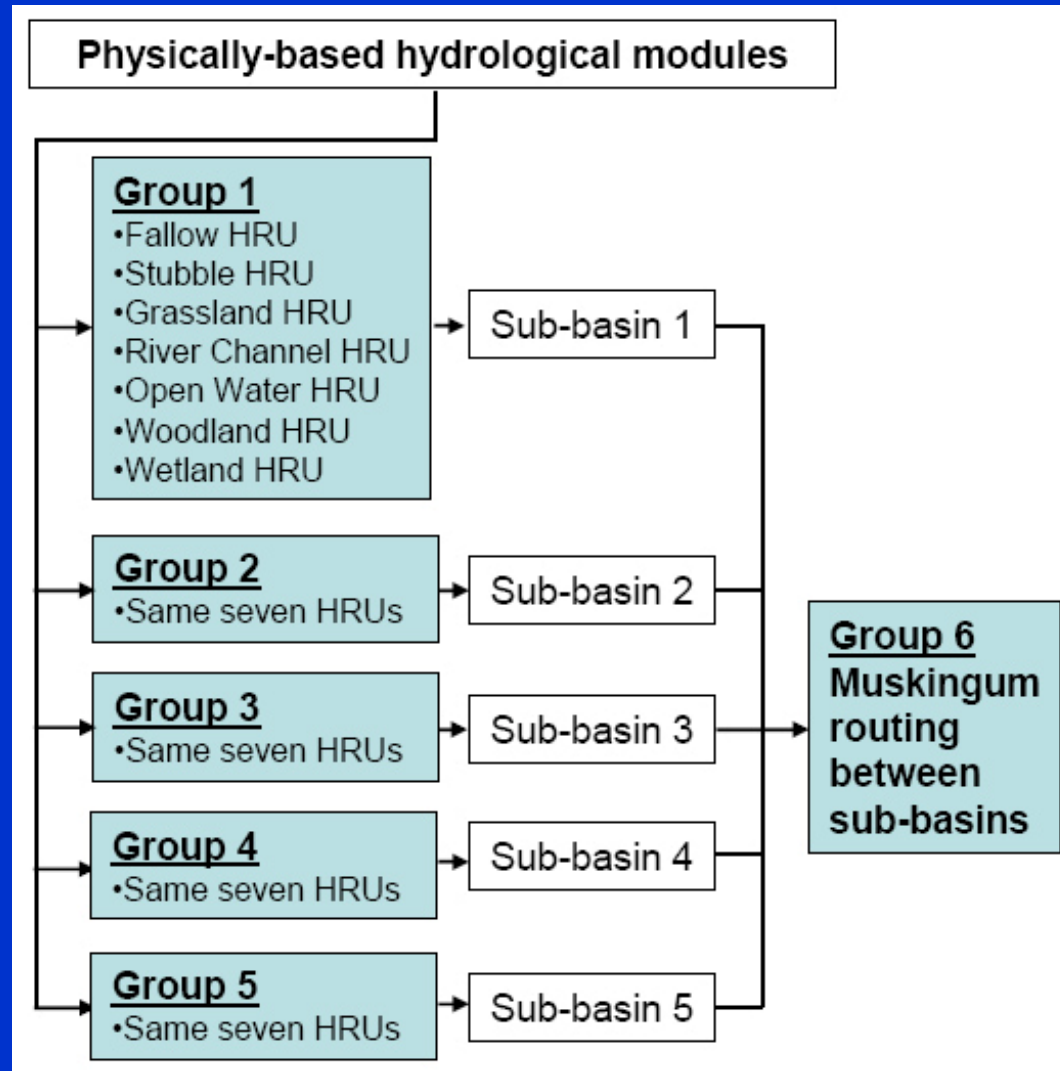 Physically-based hydrological modules
Group 1
•Fallow HRU
•Stubble HRU
•Grassland HRU
•River Channel HRU
•Open Water HRU
•Woodland HRU
•Wetland HRU
Sub-basin 1
Group 2
•Same seven HRUs
Sub-basin 2
Group 3
•Same seven HRUs
Sub-basin 3
Group 4
•Same seven HRUs
Sub-basin 4
Group 5
•Same seven HRUs
Sub-basin 5
Group 6
Muskingum
routing
between
sub-basins